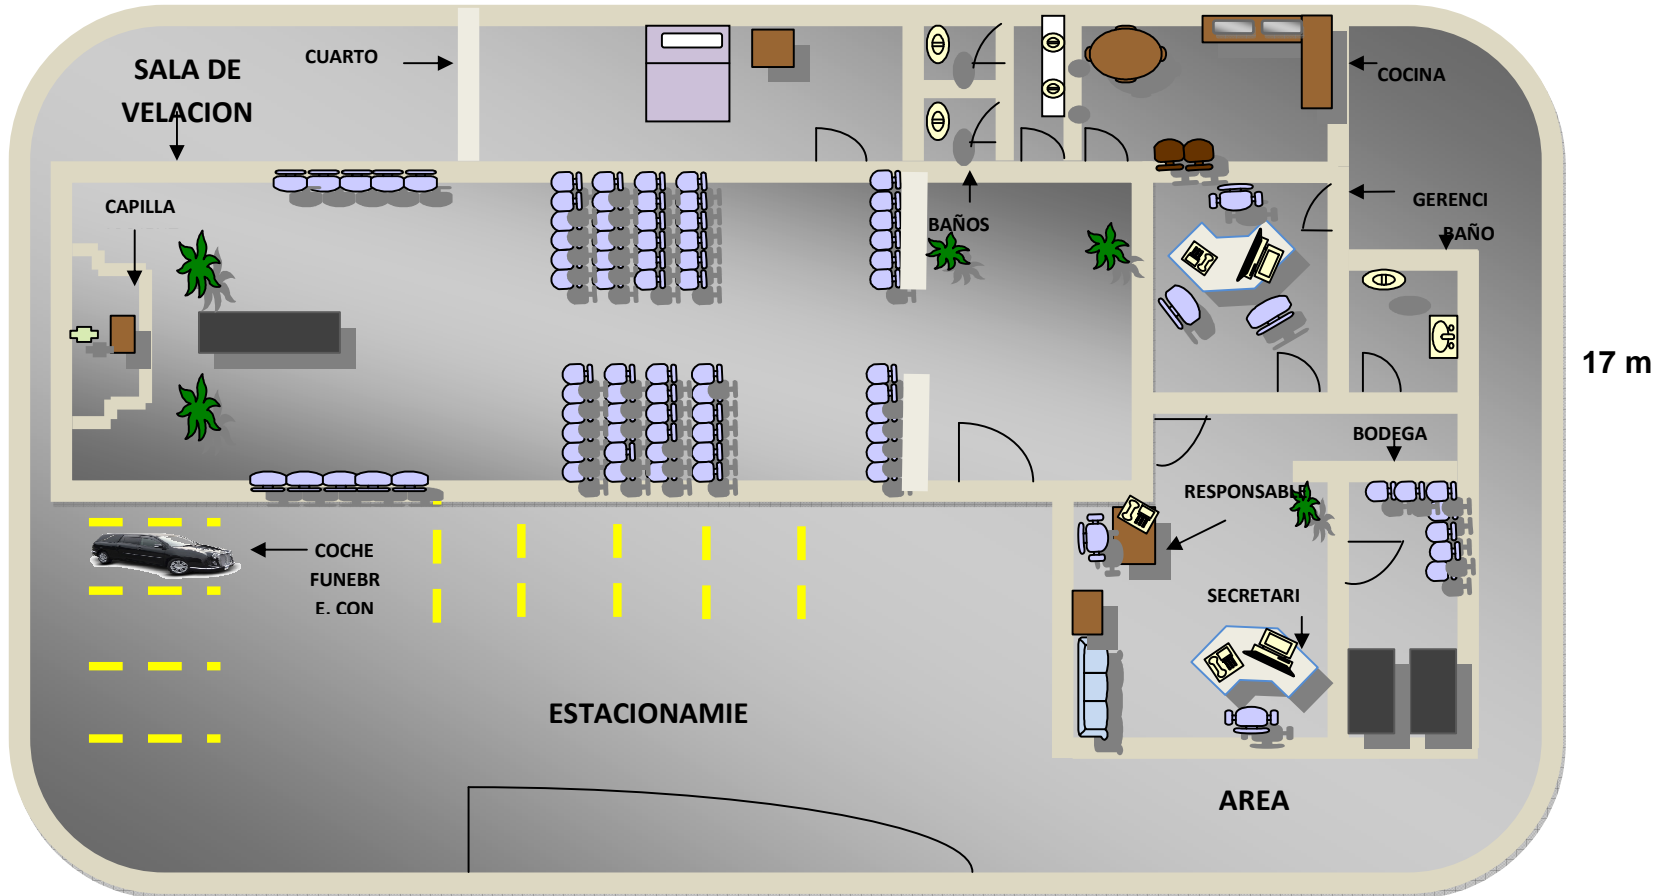 SALA DE
VELACION
CUARTO
COCINA
CAPILLA
BAÑOS
GERENCI
BAÑO
17 m
BODEGA
RESPONSABLE
COCHE
FUNEBR
E. CON
SECRETARI
ESTACIONAMIE
AREA